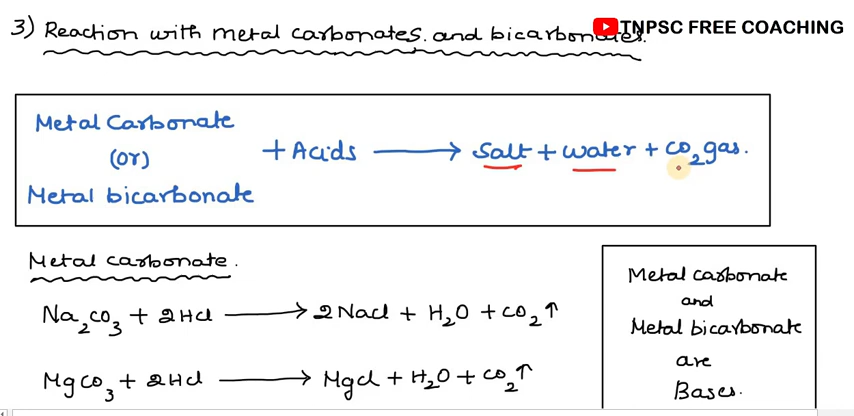 TNPSC FREE COACHING
3) Reaction with metal carbonates and bicarbonates.
Metal Carbonate
(or)
Metal bicarbonate
+ Acids → Salt + Water + CO₂ gas.
Metal carbonate.
Na₂CO₃ + 2HCl → 2NaCl + H₂O + CO₂↑
MgCO₃ + 2HCl → MgCl + H₂O + CO₂↑
Metal carbonate
and
Metal bicarbonate
are
Bases.